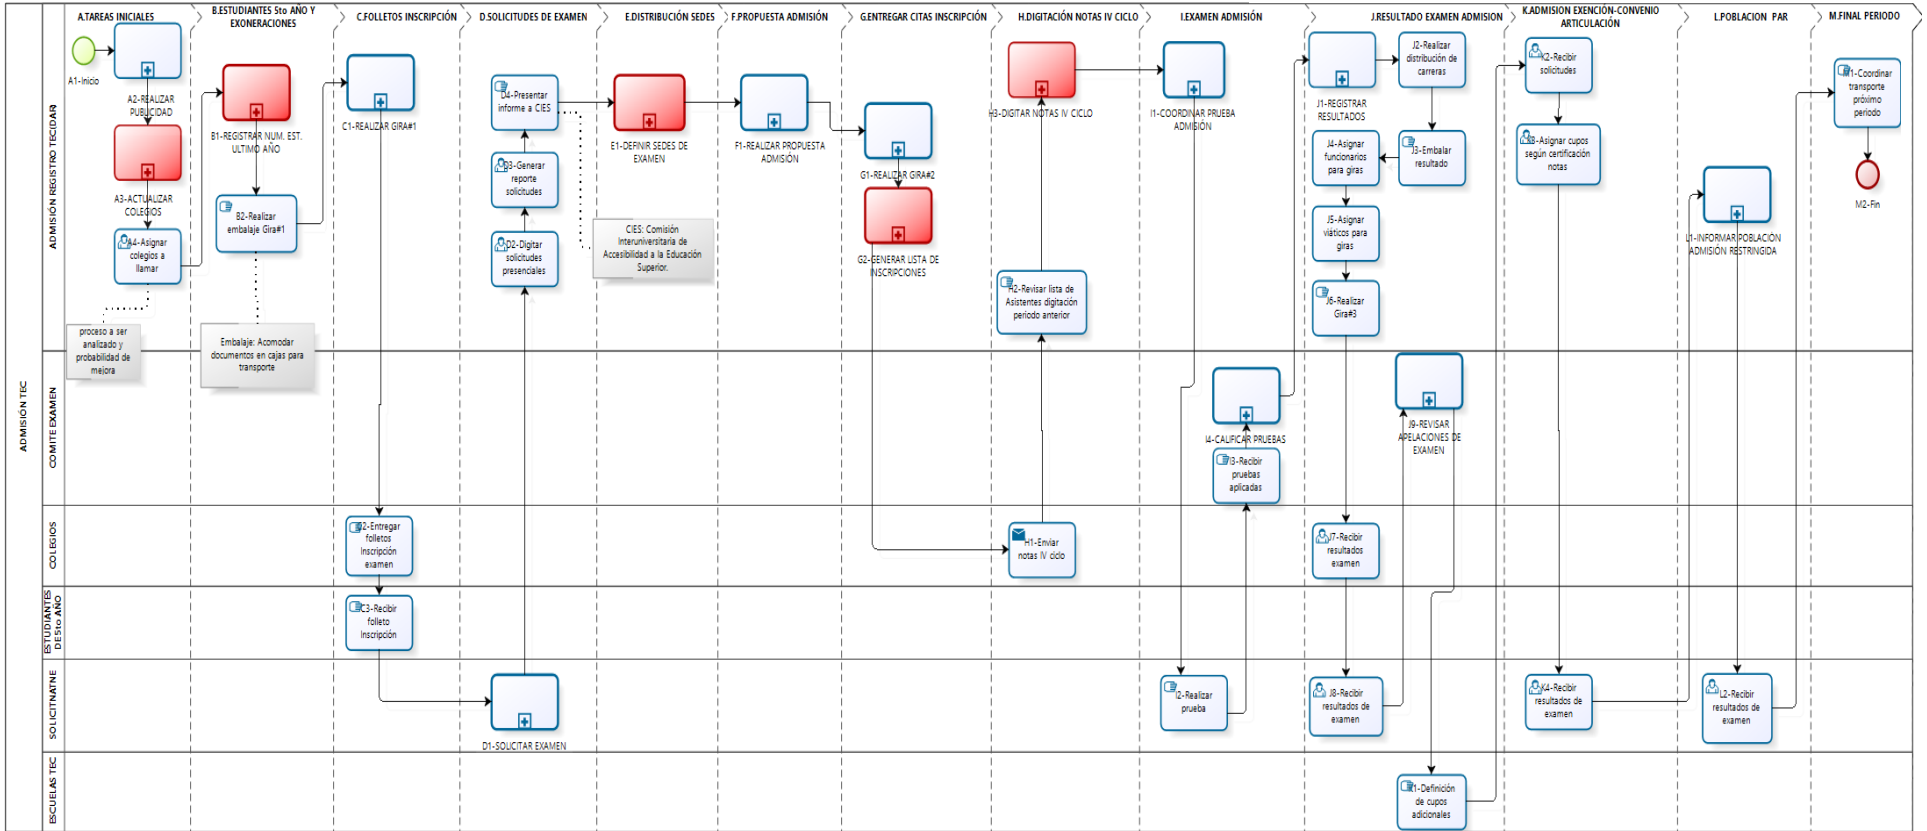 A.TAREAS INICIALES
B.ESTUDIANTES 5to AÑO Y
EXONERACIONES
C.FOLLETOS INSCRIPCIÓN
D.SOLICITUDES DE EXAMEN
E.DISTRIBUCIÓN SEDES
F.PROPUESTA ADMISIÓN
G.ENTREGAR CITAS INSCRIPCIÓN
H.DIGITACIÓN NOTAS IV CICLO
I.EXAMEN ADMISIÓN
J.RESULTADO EXAMEN ADMISION
K.ADMISION EXENCIÓN-CONVENIO
ARTICULACIÓN
L.POBLACION PAR
M.FINAL PERIODO
ADMISIÓN TEC
ADMISIÓN REGISTRO TEC(DAR)
A1-Inicio
A2-REALIZAR
PUBLICIDAD
A3-ACTUALIZAR
COLEGIOS
A4-Asignar
colegios a
llamar
proceso a ser
analizado y
probabilidad de
mejora
B1-REGISTRAR NUM. EST.
ULTIMO AÑO
B2-Realizar
embalaje Gira#1
Embalaje: Acomodar
documentos en cajas para
transporte
C1-REALIZAR GIRA#1
D4-Presentar
informe a CIES
D3-Generar
reporte
solicitudes
D2-Digitar
solicitudes
presenciales
E1-DEFINIR SEDES DE
EXAMEN
CIES: Comisión
Interuniversitaria de
Accesibilidad a la Educación
Superior.
F1-REALIZAR PROPUESTA
ADMISIÓN
G1-REALIZAR GIRA#2
G2-GENERAR LISTA DE
INSCRIPCIONES
H3-DIGITAR NOTAS IV CICLO
H2-Revisar lista de
Asistentes digitación
periodo anterior
I1-COORDINAR PRUEBA
ADMISIÓN
J1-REGISTRAR
RESULTADOS
J2-Realizar
distribución de
carreras
J3-Embalar
resultado
J4-Asignar
funcionarios
para giras
J5-Asignar
viáticos para
giras
J6-Realizar
Gira#3
K2-Recibir
solicitudes
K3-Asignar cupos
según certificación
notas
L1-INFORMAR POBLACIÓN
ADMISIÓN RESTRINGIDA
M1-Coordinar
transporte
próximo
periodo
M2-Fin
COMITE EXAMEN
I4-CALIFICAR PRUEBAS
I3-Recibir
pruebas
aplicadas
J9-REVISAR
APELACIONES DE
EXAMEN
COLEGIOS
C2-Entregar
folletos
Inscripción
examen
H1-Enviar
notas IV ciclo
J7-Recibir
resultados
examen
ESTUDIANTES
DE 5to AÑO
C3-Recibir
folleto
Inscripción
SOLICITNATNE
D1-SOLICITAR EXAMEN
I2-Realizar
prueba
J8-Recibir
resultados de
examen
K4-Recibir
resultados de
examen
L2-Recibir
resultados de
examen
ESCUELAS TEC
K1-Definición
de cupos
adicionales